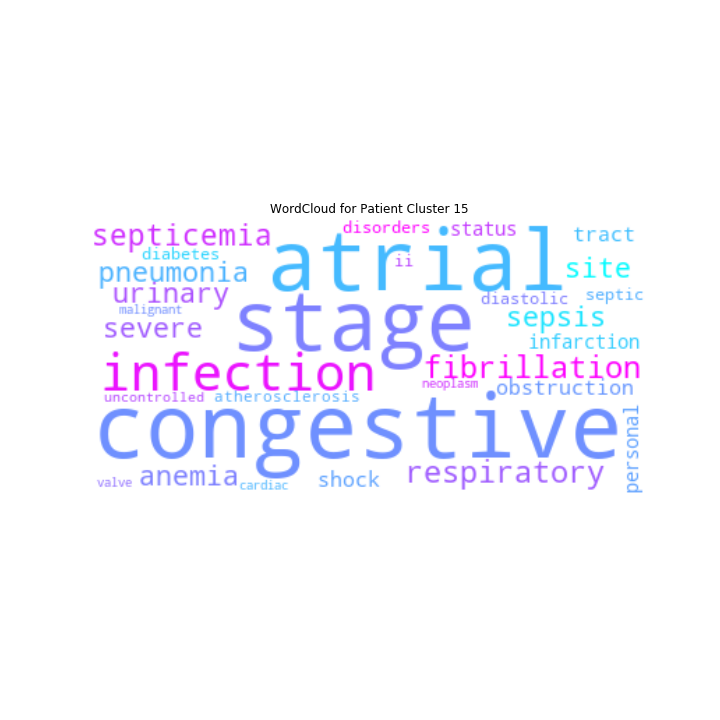 WordCloud for Patient Cluster 15
septicemia
disorders
status
atrial
tract
diabetes
ii
site
pneumonia
urinary
diastolic
septic
malignant
stage
sepsis
severe
infarction
infection
fibrillation
neoplasm
obstruction
uncontrolled
atherosclerosis
congestive
personal
anemia
respiratory
valve
cardiac
shock